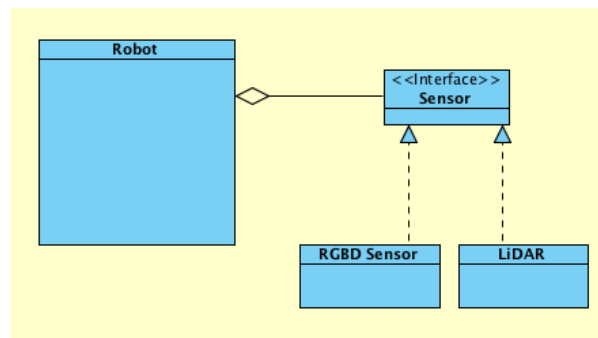 Robot
<<Interface>>
Sensor
RGBD Sensor
LiDAR